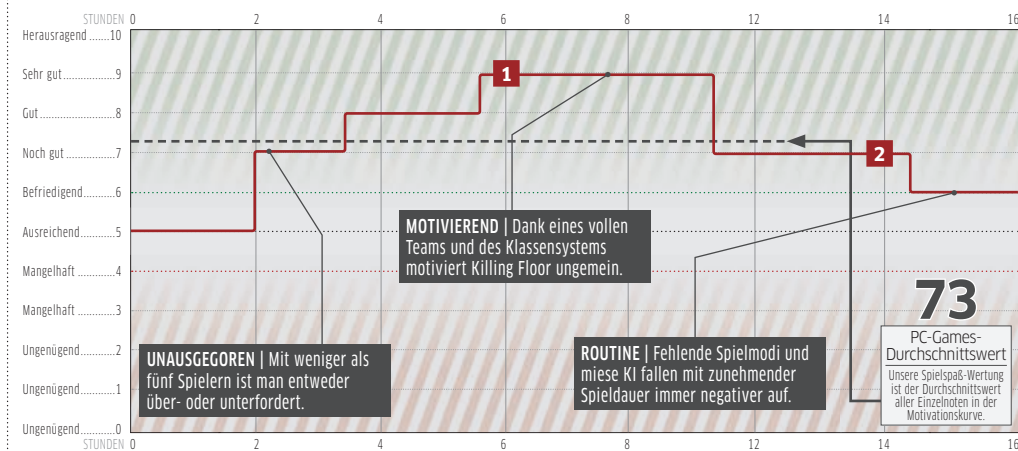 STUNDEN 0 2 4 6 8 10 12 14 16
Herausragend.......10
Sehr gut..............9
Gut....................8
Noch gut.............7
Befriedigend.........6
Ausreichend..........5
Mangelhaft ..........4
Mangelhaft ..........3
Ungenügend..........2
Ungenügend..........1
Ungenügend..........0
1
2
MOTIVIEREND | Dank eines vollen
Teams und des Klassensystems
motiviert Killing Floor ungemein.
UNAUSGEGOREN | Mit weniger als
fünf Spielern ist man entweder
über- oder unterfordert.
ROUTINE | Fehlende Spielmodi und
miese KI fallen mit zunehmender
Spieldauer immer negativer auf.
73
PC-Games-
Durchschnittswert
Unsere Spielspaß-Wertung
ist der Durchschnittswert
aller Einzelnoten in der
Motivationskurve.
STUNDEN 0 2 4 6 8 10 12 14 16